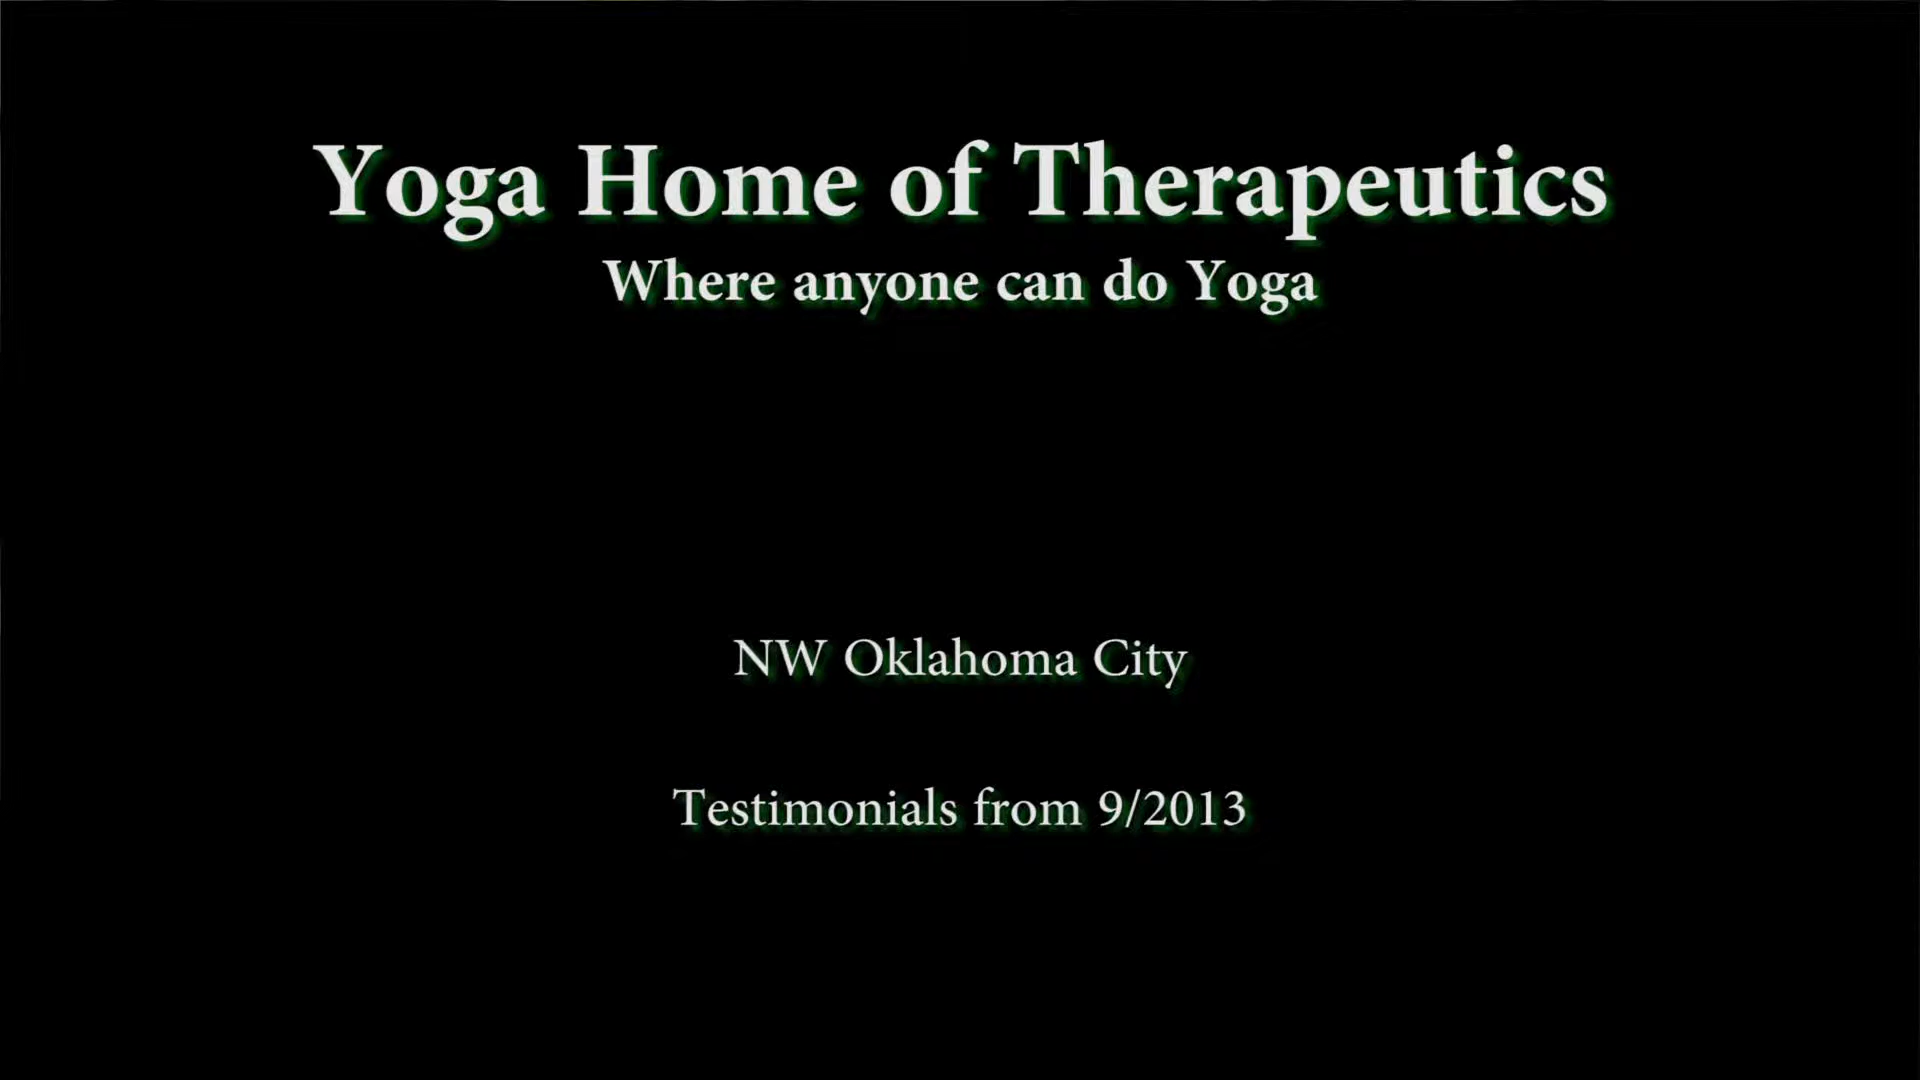 Yoga Home of Therapeutics
Where anyone can do Yoga
NW Oklahoma City
Testimonials from 9/2013